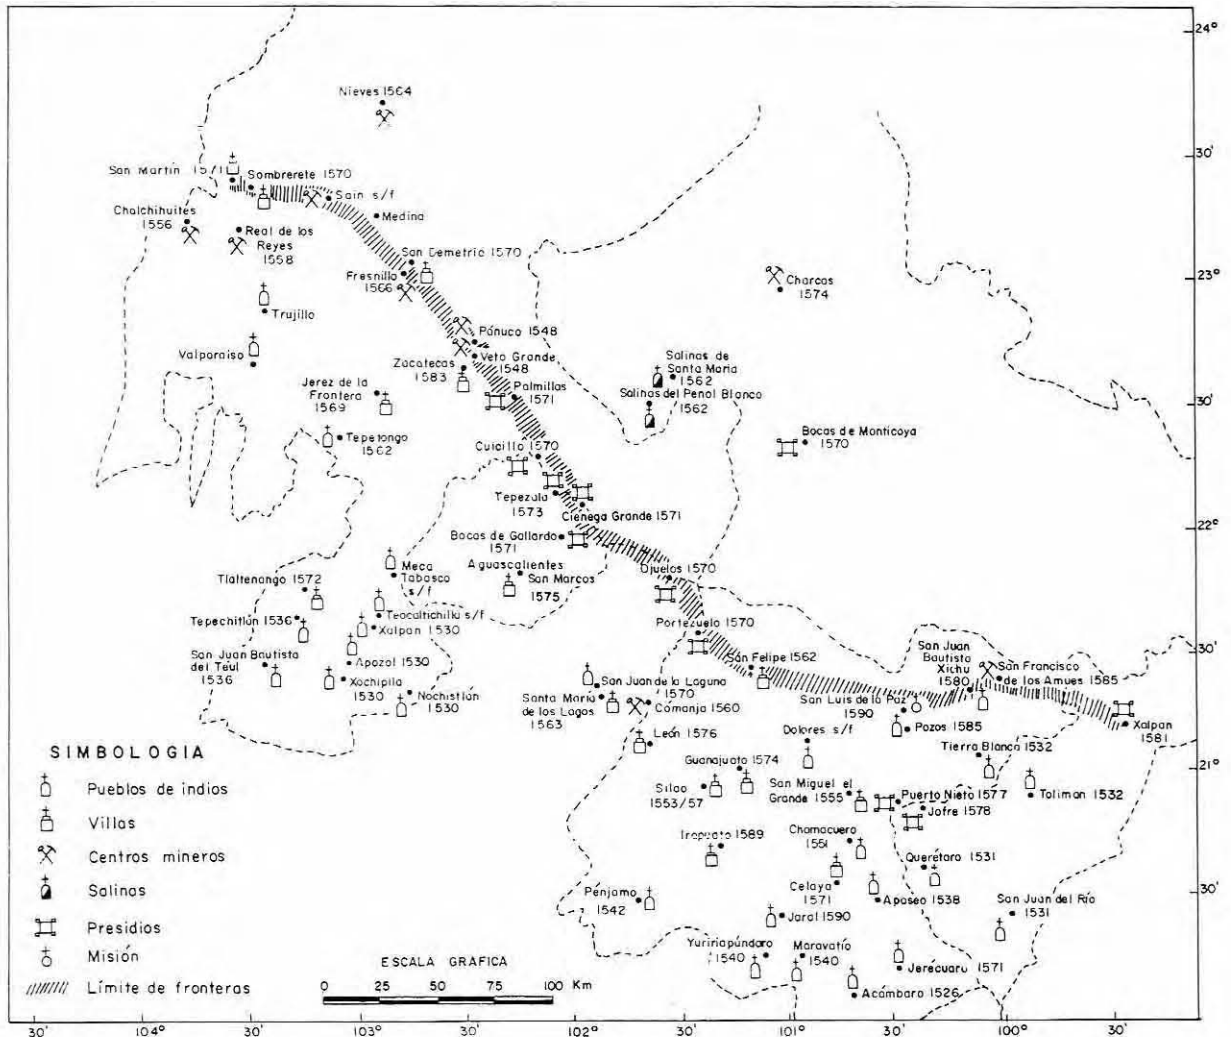 24°
Nieves 1564
30'
San Martín 1571
Sombrerete 1570
Sain s/f
Chalchihuites
1556
Real de los
Reyes
1558
Medina
San Demetrio 1570
Fresnillo
1566
23°
Charcas
1574
Trujillo
Pánuco 1548
Valparaiso
Zacatecas
1583
Veta Grande
1548
Salinas de
Santa Maria
1562
Jerez de la
Frontera
1569
Palmillas
1571
Salinas del Penol Blanco
1562
30'
Tepetongo
1562
Cuicillo 1570
Bocas de Monticoya
1570
Tepezala
1573
Cienega Grande 1571
22°
Bocas de Gallardo
1571
Meca
Tabasco
s/f
Aguascalientes
San Marcos
1575
Ojuelos 1570
Tlaltenango 1572
Tepechitlán 1536
Teocaltichilla s/f
Xalpan 1530
Portezuelo 1570
30'
San Juan Bautista
del Teúl
1536
Apozol 1530
Xochipila
1530
Nochistlán
1530
San Felipe 1562
San Juan
Bautista
Xichu
1580
San Francisco
de los Amues 1585
San Juan de la Laguna
1570
Santa María
de los Lagos
1563
Comanja 1560
San Luis de la Paz
1590
Pozos 1585
Xalpan
1581
León 1576
Dolores s/f
Tierra Blanca 1532
SIMBOLOGIA
Pueblos de indios
Villas
Centros mineros
Salinas
Presidios
Misión
Límite de fronteras
Guanajuato 1574
21°
Silao
1553/57
San Miguel el
Grande 1555
Puerto Nieto 1577
Jofre 1578
Toliman 1532
Irapuato 1589
Chamacuero
1551
Querétaro 1531
30'
Penjamo
1542
Celaya
1571
Apaseo 1538
San Juan del Río
1531
Jaral 1590
Yuririapúndaro
1540
Maravatío
1540
Jerecuaro 1571
Acámbaro 1526
ESCALA GRAFICA
0 25 50 75 100 Km
30' 104° 30' 103° 30' 102° 30' 101° 30' 100° 30'